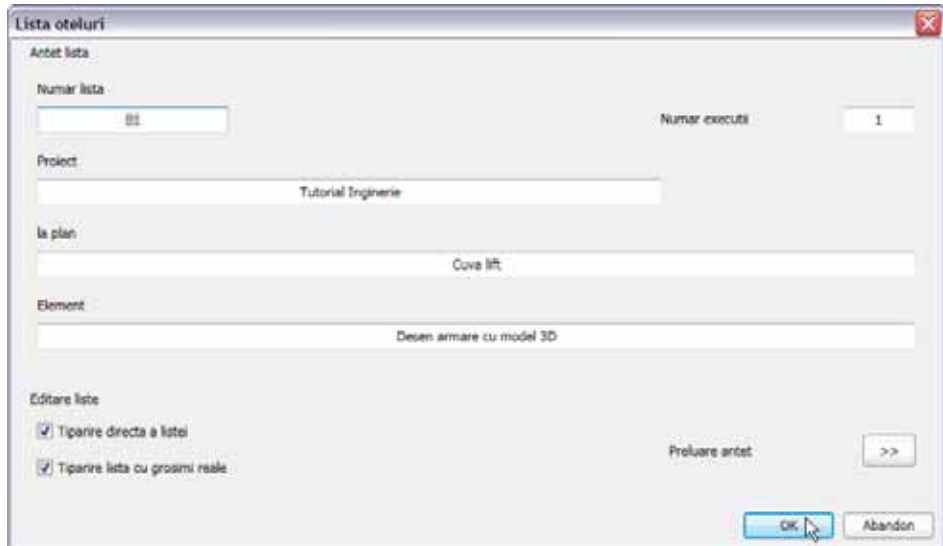 Lista oteluri
Antet lista
Numar lista
Numar executii
1
Proiect
Tutorial Inginerie
la plan
Cuva lift
Element
Desen armare cu model 3D
Editare liste
Tiparire directa a listei
Tiparire lista cu grosimi reale
Preluare antet
>>
OK
Abandon